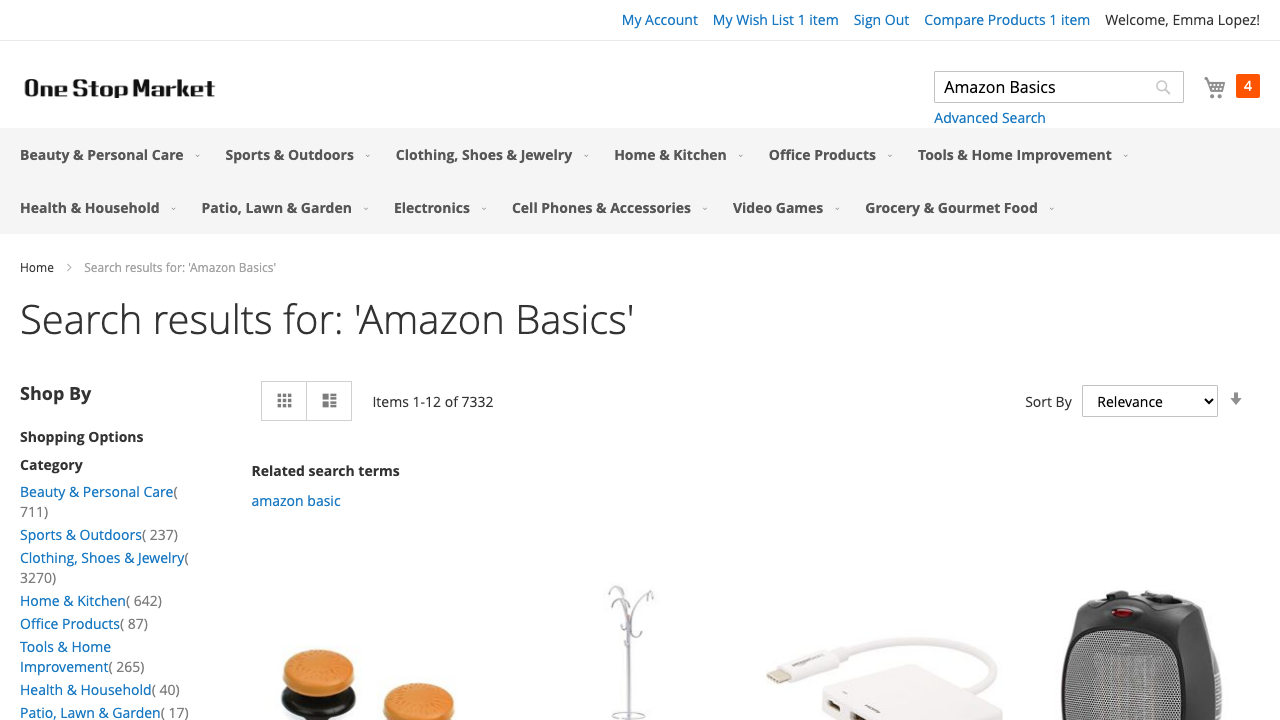 My Account My Wish List 1 item Sign Out Compare Products 1 item Welcome, Emma Lopez!
One Stop Market
Amazon Basics
4
Advanced Search
Beauty & Personal Care Sports & Outdoors Clothing, Shoes & Jewelry Home & Kitchen Office Products Tools & Home Improvement
Health & Household Patio, Lawn & Garden Electronics Cell Phones & Accessories Video Games Grocery & Gourmet Food
Home Search results for: 'Amazon Basics'
Search results for: 'Amazon Basics'
Shop By
Items 1-12 of 7332
Sort By Relevance
Shopping Options
Category
Beauty & Personal Care( 
711)
Sports & Outdoors( 237)
Clothing, Shoes & Jewelry( 
3270)
Home & Kitchen( 642)
Office Products( 87)
Tools & Home
Improvement( 265)
Health & Household( 40)
Patio, Lawn & Garden( 17)
Related search terms
amazon basic